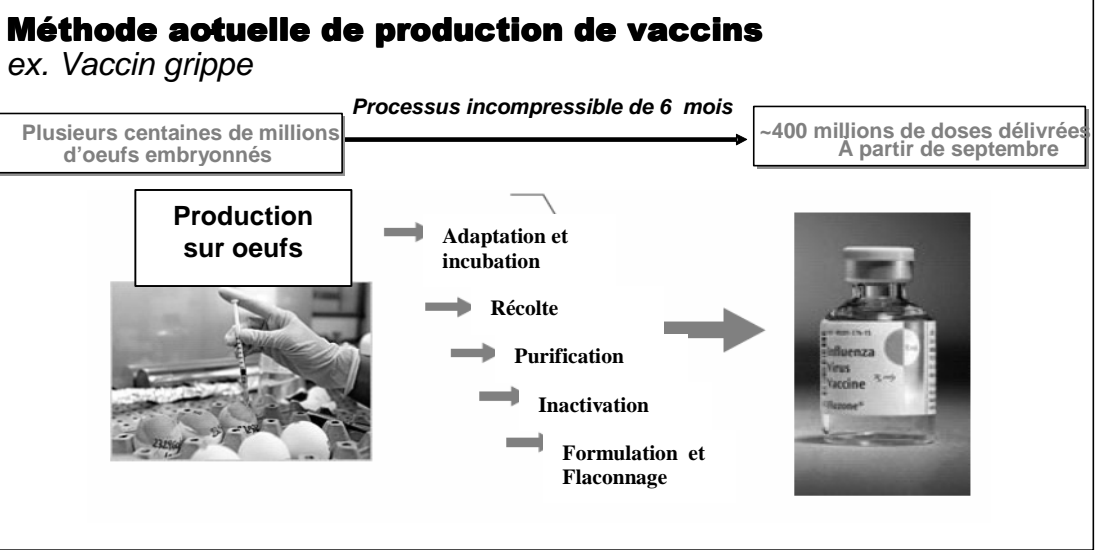 Méthode aotuelle de production de vaccins
ex. Vaccin grippe
Processus incompressible de 6 mois
Plusieurs centaines de millions
d'oeufs embryonnés
~400 millions de doses délivrées
À partir de septembre
Production
sur oeufs
Adaptation et
incubation
Récolte
Purification
Inactivation
Formulation et
Flaconnage
Influenza
Virus
Vaccine